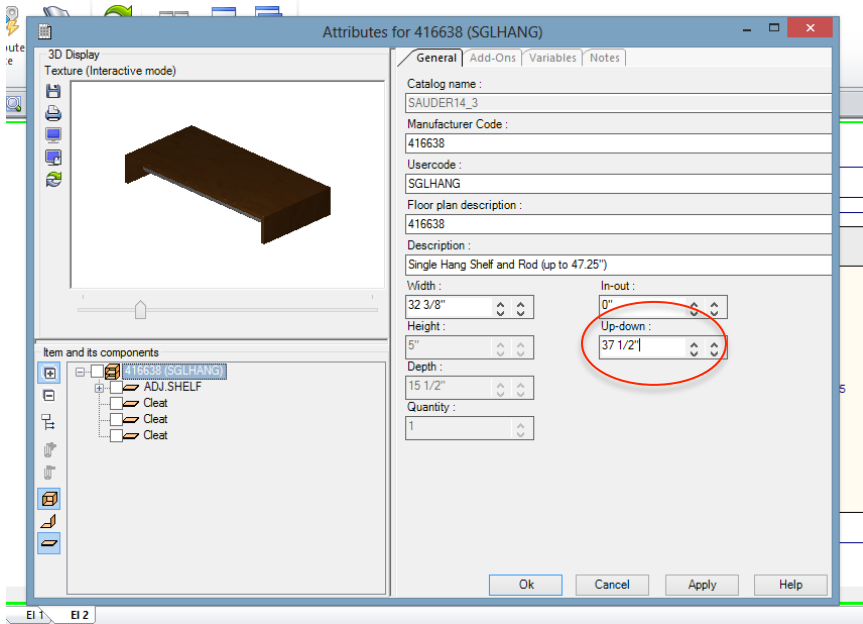 ute
e
Attributes for 416638 (SGLHANG)
3D Display
Texture (Interactive mode)
General Add-Ons Variables Notes
Catalog name :
SAUDER14_3
Manufacturer Code :
416638
Usercode :
SGLHANG
Floor plan description :
416638
Description :
Single Hang Shelf and Rod (up to 47.25")
Width : In-out :
32 3/8" 0"
Height : Up-down :
5" 37 1/2"
Depth :
15 1/2"
Quantity :
1
Item and its components
416638 (SGLHANG)
ADJ.SHELF
Cleat
Cleat
Cleat
5
Ok Cancel Apply Help
El 1 El 2